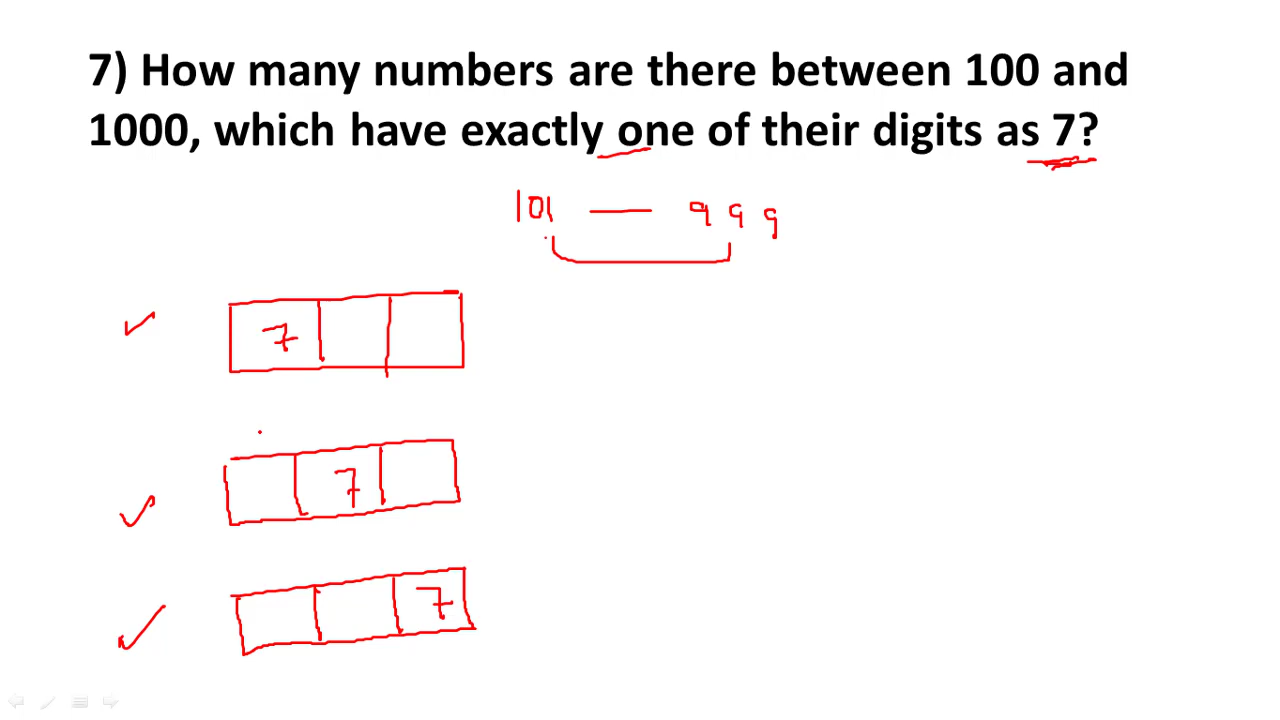 7) How many numbers are there between 100 and
1000, which have exactly one of their digits as 7?
101 — 999
7
7
7